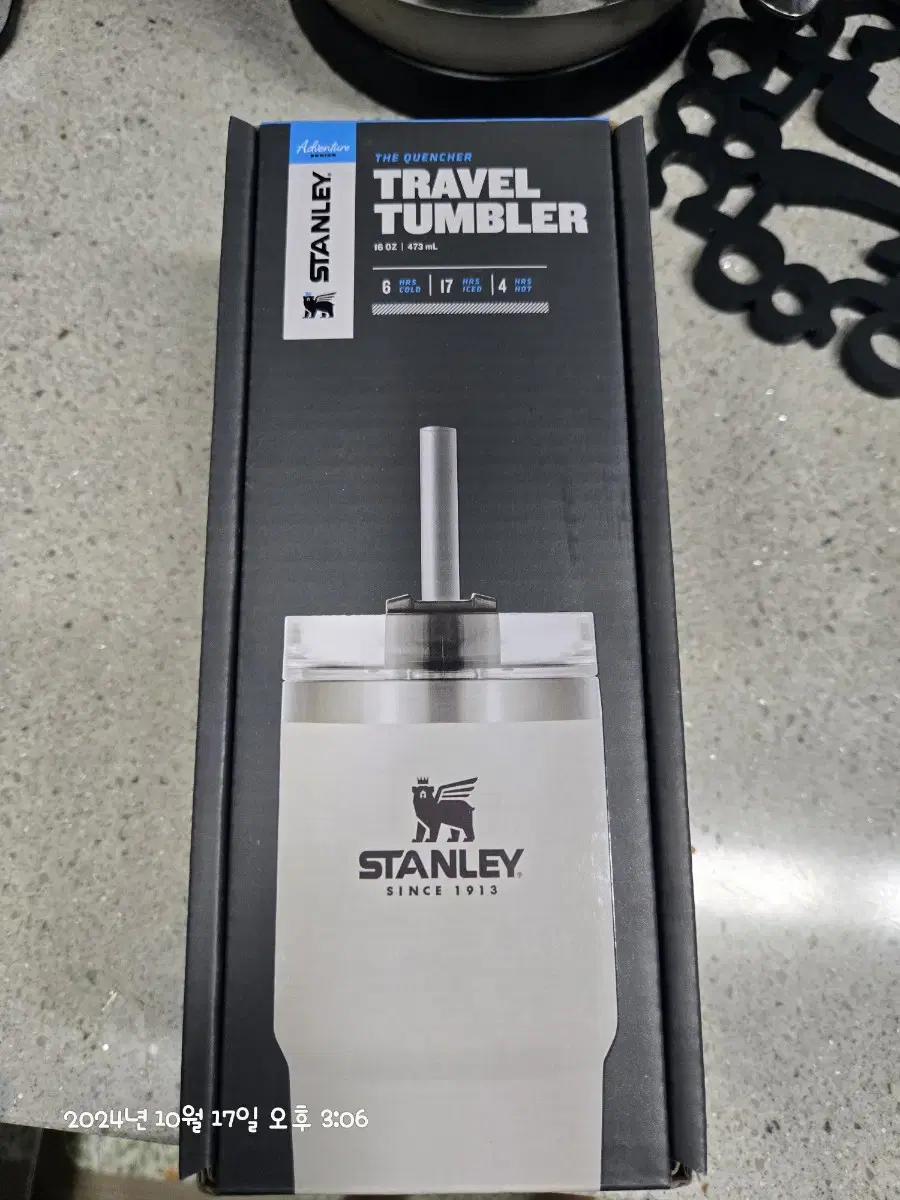 Adventure
SERIES
STANLEY
THE QUENCHER
TRAVEL
TUMBLER
16 OZ | 473 mL
6 HRS COLD | 17 HRS ICED | 4 HRS HOT
STANLEY
SINCE 1913
2024년 10월 17일 오후 3:06